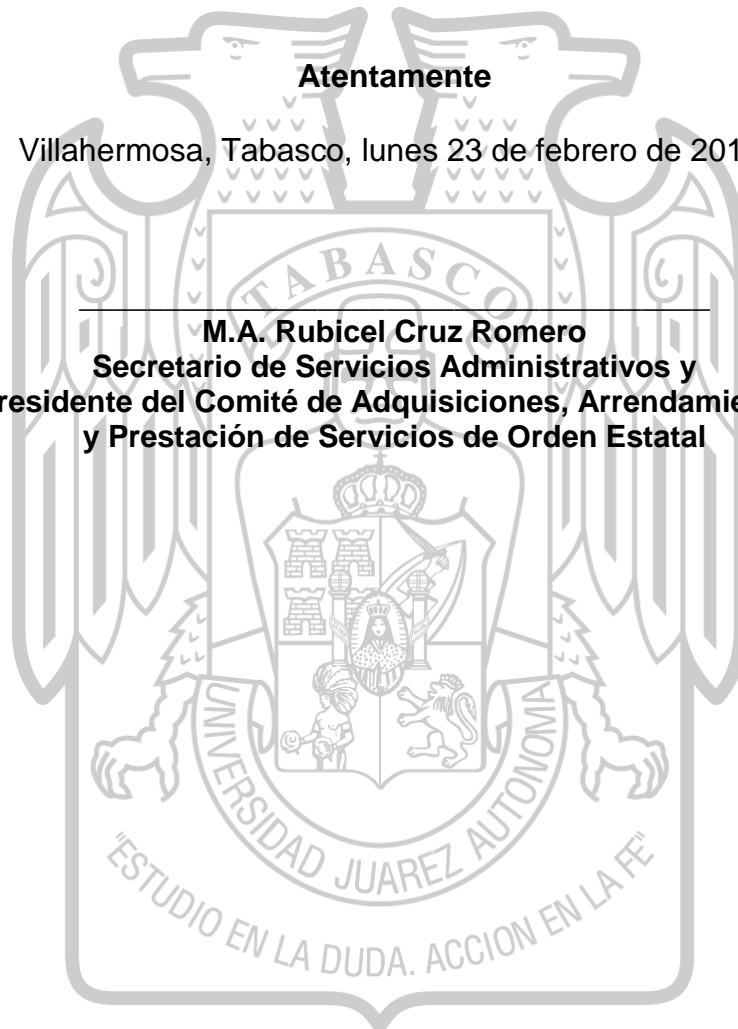 Atentamente
Villahermosa, Tabasco, lunes 23 de febrero de 201
TABASCO
M.A. Rubicel Cruz Romero
Secretario de Servicios Administrativos y
residente del Comité de Adquisiciones, Arrendamie
y Prestación de Servicios de Orden Estatal
UNIVERSIDAD JUAREZ AUTONOMA
"ESTUDIO EN LA DUDA. ACCION EN LA FE"